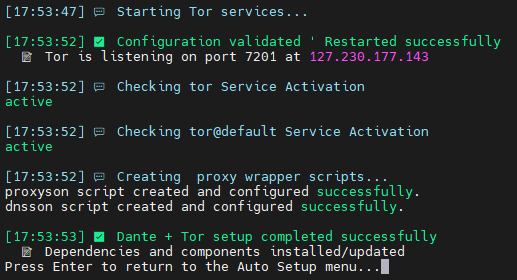 [17:53:47] 💬 Starting Tor services...
[17:53:52] ✅ Configuration validated ' Restarted successfully
📝 Tor is listening on port 7201 at 127.230.177.143
[17:53:52] 💬 Checking tor Service Activation
active
[17:53:52] 💬 Checking tor@default Service Activation
active
[17:53:52] 💬 Creating  proxy wrapper scripts...
proxyson script created and configured successfully.
dnsson script created and configured successfully.
[17:53:53] ✅ Dante + Tor setup completed successfully
📝 Dependencies and components installed/updated
Press Enter to return to the Auto Setup menu...